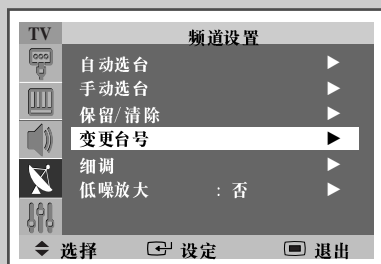 TV
频道设置
自动选台
手动选台
保留/清除
变更台号
细调
低噪放大 : 否
选择 设定 退出